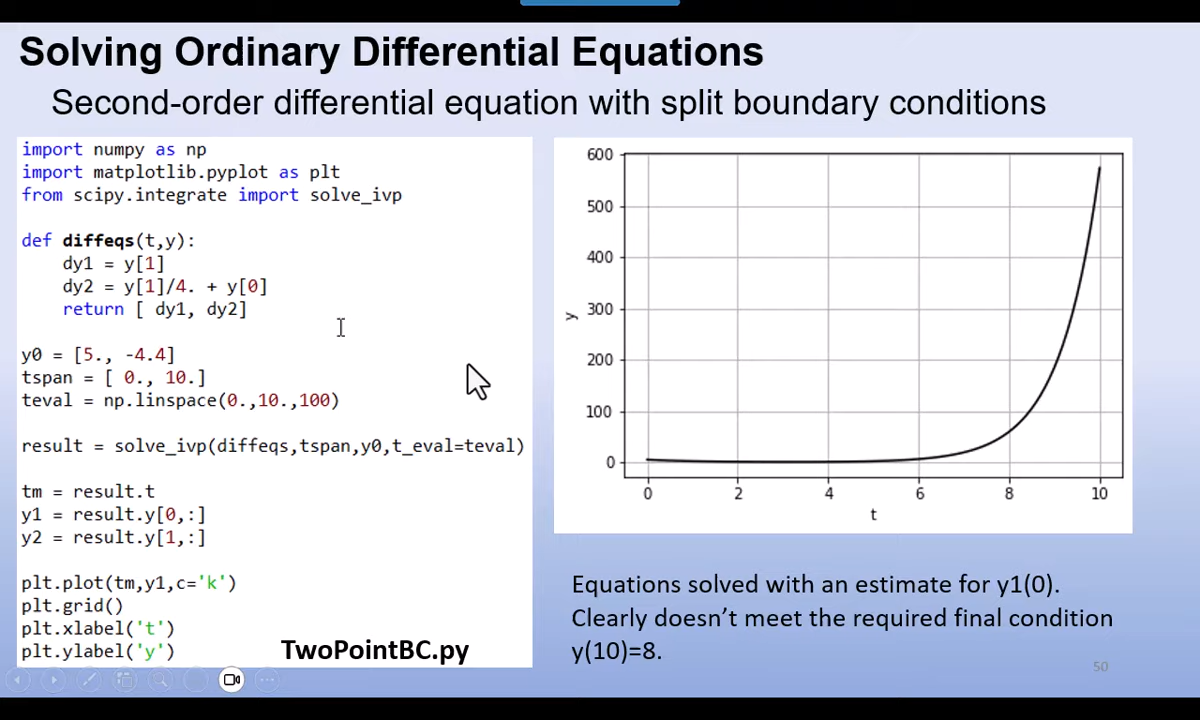 Solving Ordinary Differential Equations
Second-order differential equation with split boundary conditions
import numpy as np
import matplotlib.pyplot as plt
from scipy.integrate import solve_ivp
def diffeqs(t,y):
dy1 = y[1]
dy2 = y[1]/4. + y[0]
return [ dy1, dy2]
y0 = [5., -4.4]
tspan = [ 0., 10.]
teval = np.linspace(0.,10.,100)
result = solve_ivp(diffeqs,tspan,y0,t_eval=teval)
tm = result.t
y1 = result.y[0,:]
y2 = result.y[1,:]
plt.plot(tm,y1,c='k')
plt.grid()
plt.xlabel('t')
plt.ylabel('y')
TwoPointBC.py
600
500
400
300
200
100
0
y
0 2 4 6 8 10
t
Equations solved with an estimate for y1(0).
Clearly doesn’t meet the required final condition
y(10)=8.
50